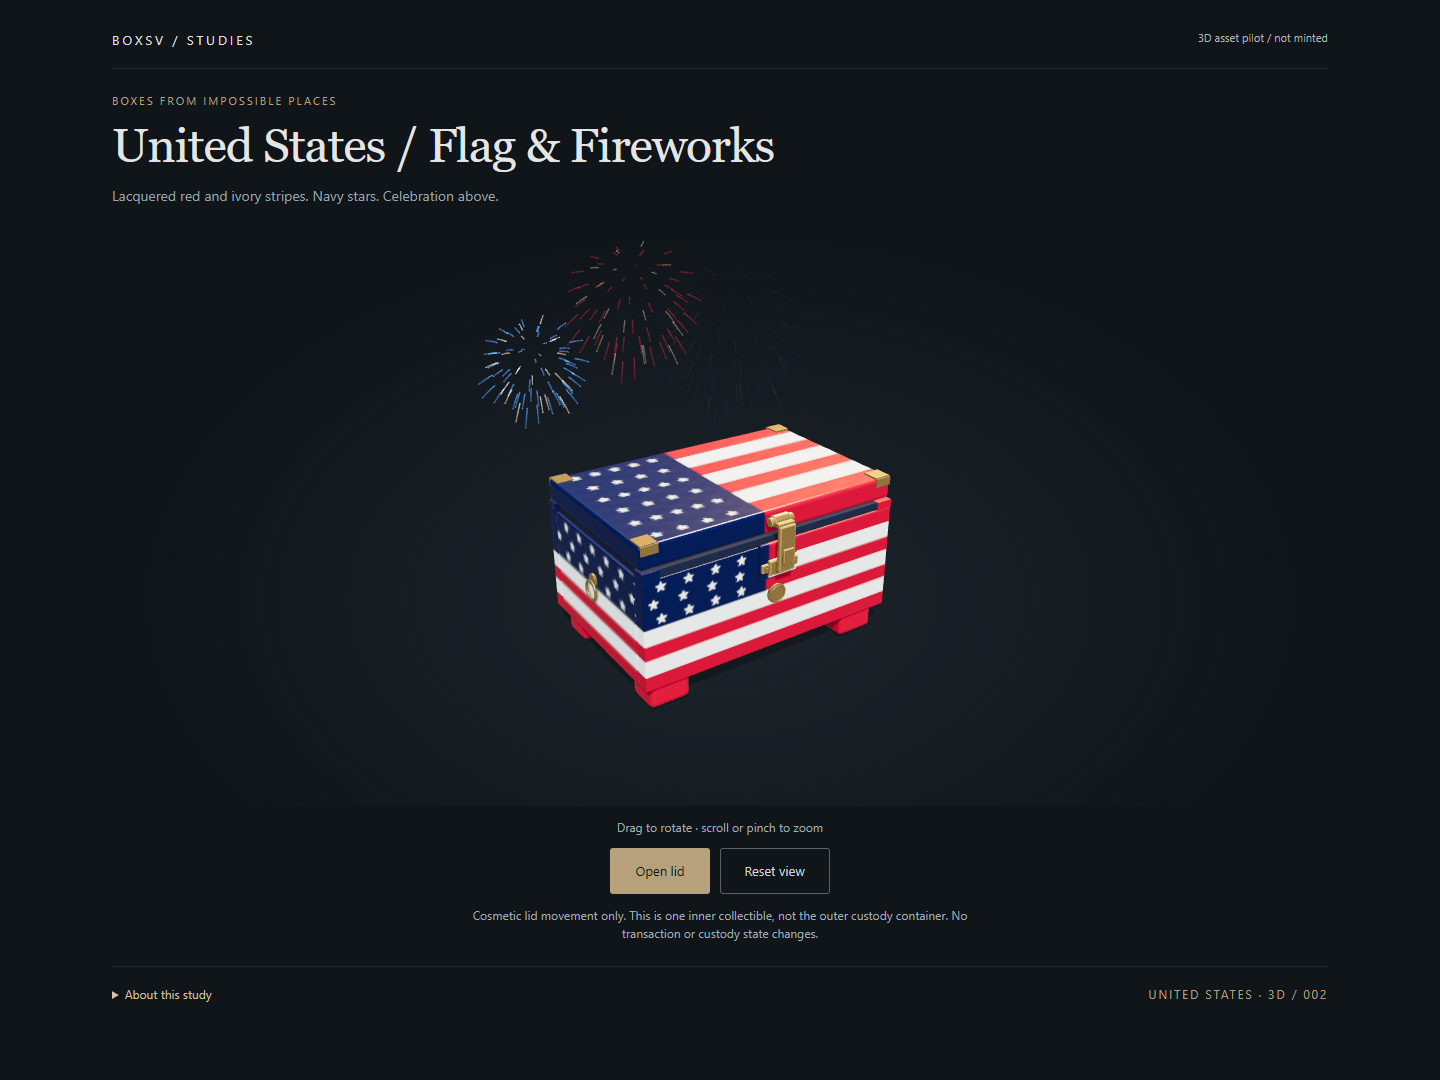 BOXSV / STUDIES
3D asset pilot / not minted
BOXES FROM IMPOSSIBLE PLACES
United States / Flag & Fireworks
Lacquered red and ivory stripes. Navy stars. Celebration above.
Drag to rotate · scroll or pinch to zoom
Open lid
Reset view
Cosmetic lid movement only. This is one inner collectible, not the outer custody container. No
transaction or custody state changes.
About this study
UNITED STATES · 3D / 002